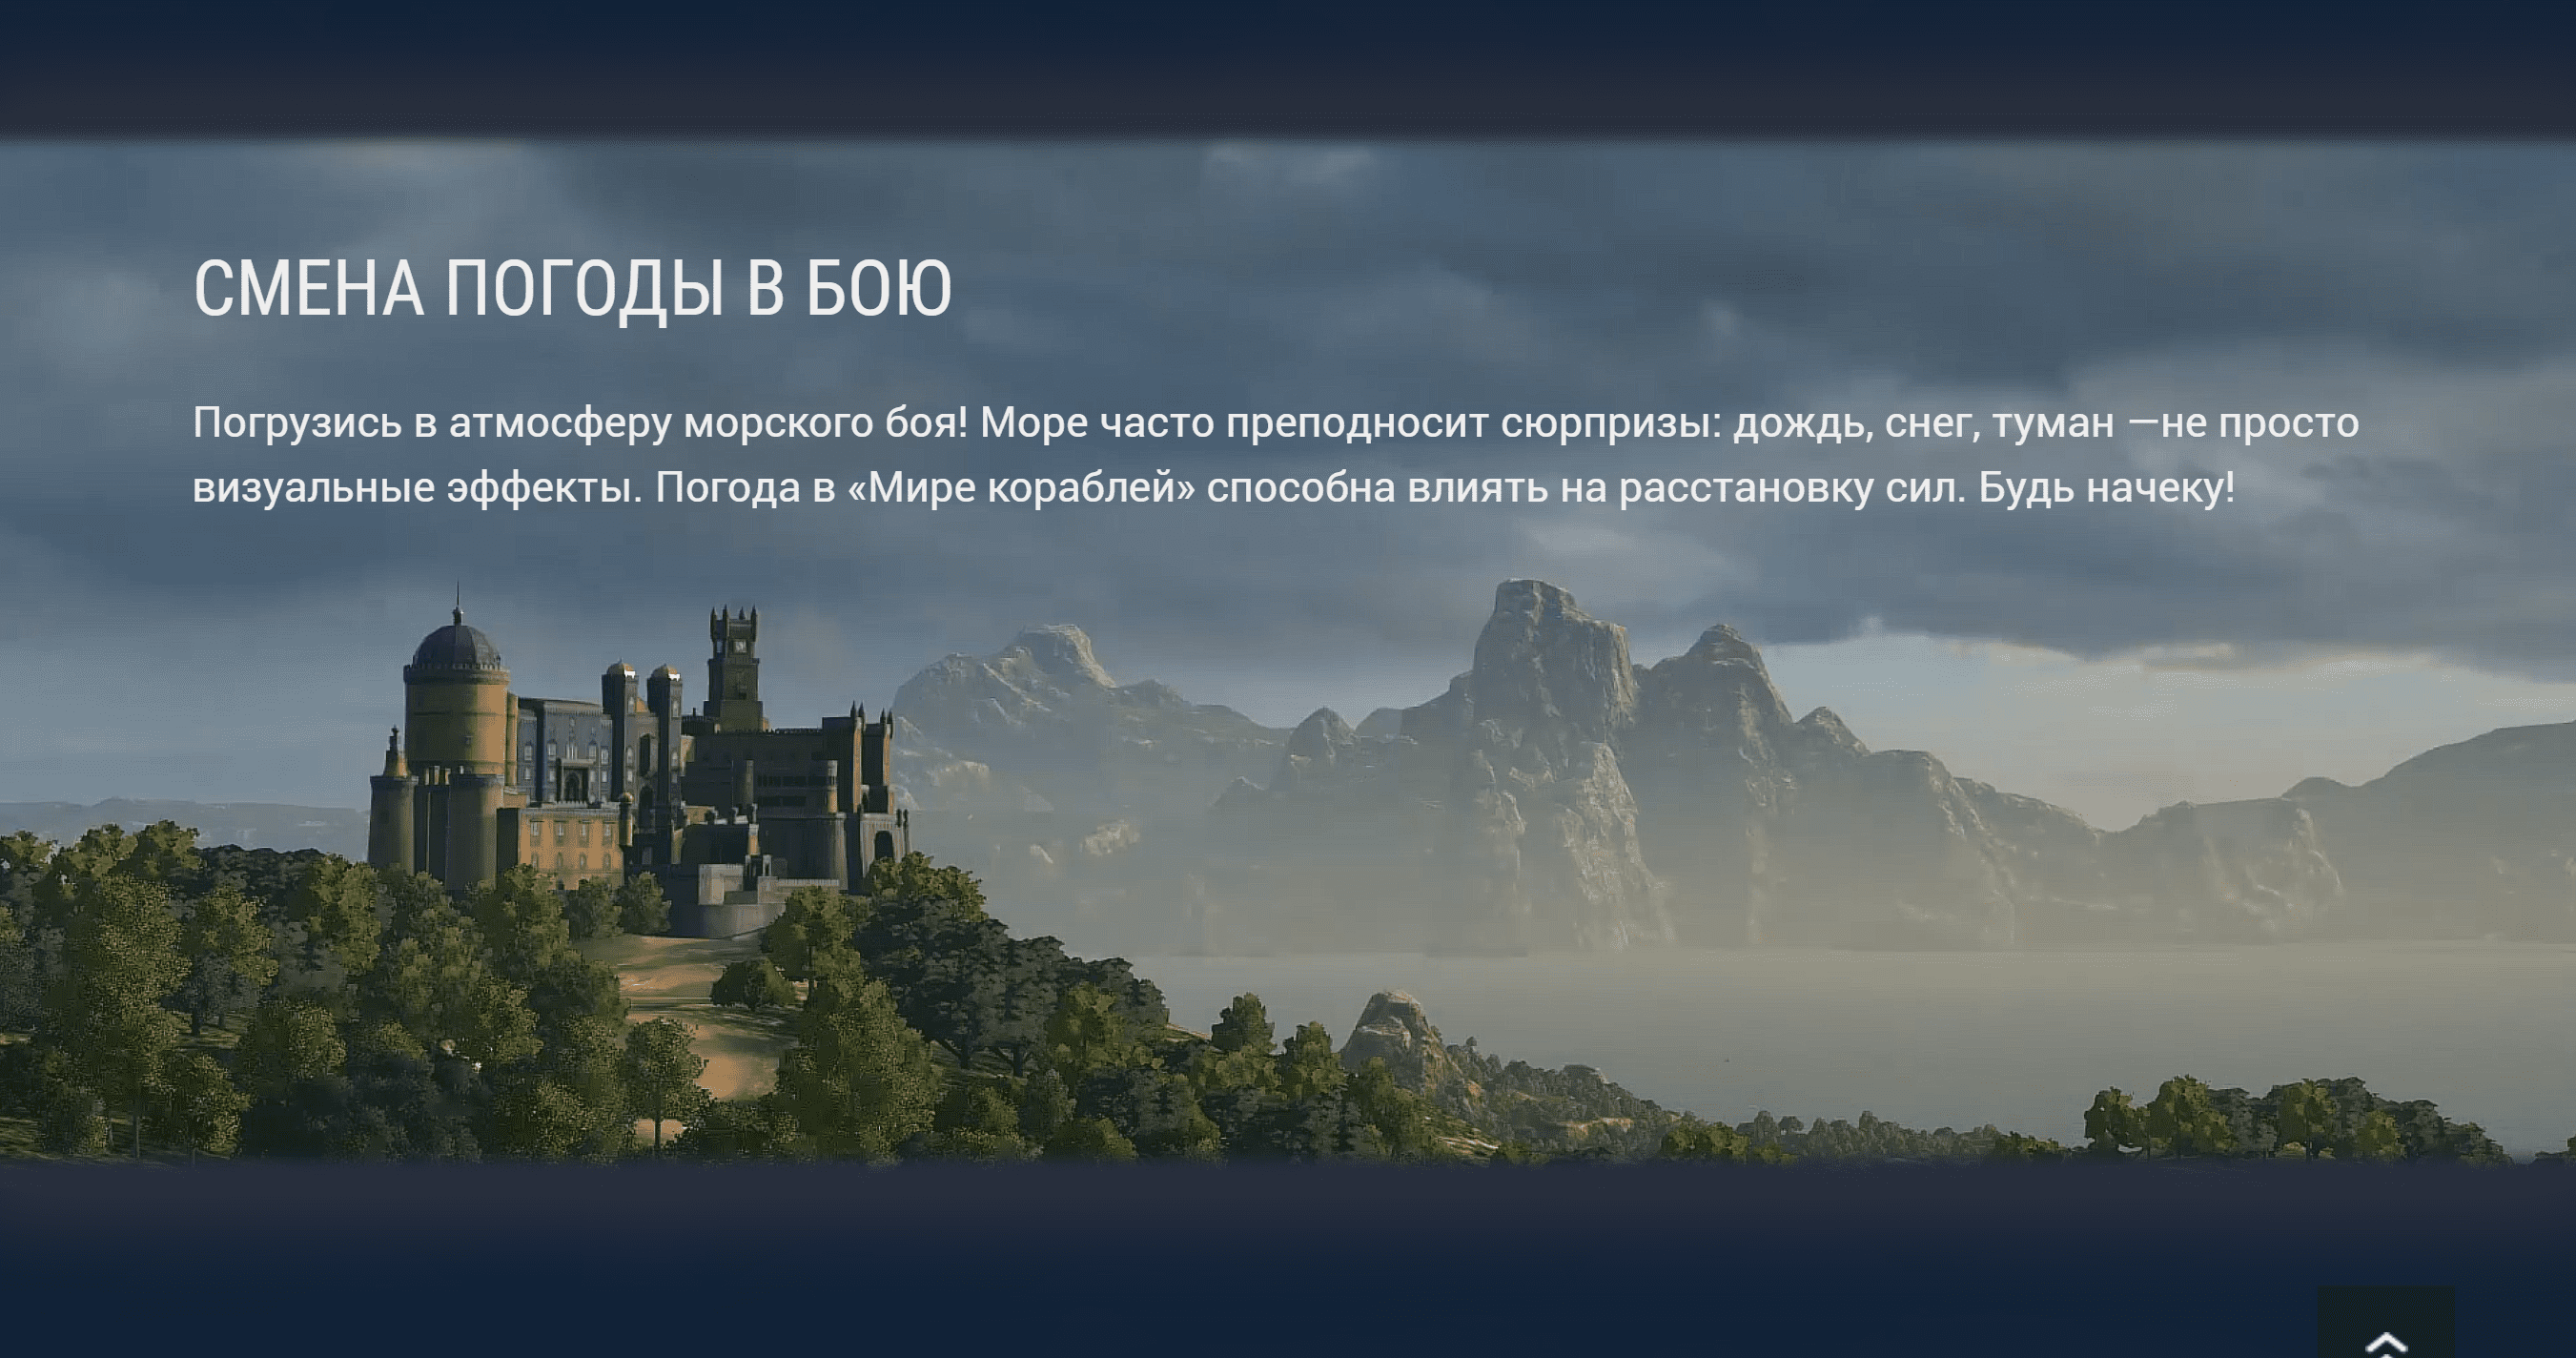 СМЕНА ПОГОДЫ В БОЮ
Погрузись в атмосферу морского боя! Море часто преподносит сюрпризы: дождь, снег, туман —не просто
визуальные эффекты. Погода в «Мире кораблей» способна влиять на расстановку сил. Будь начеку!